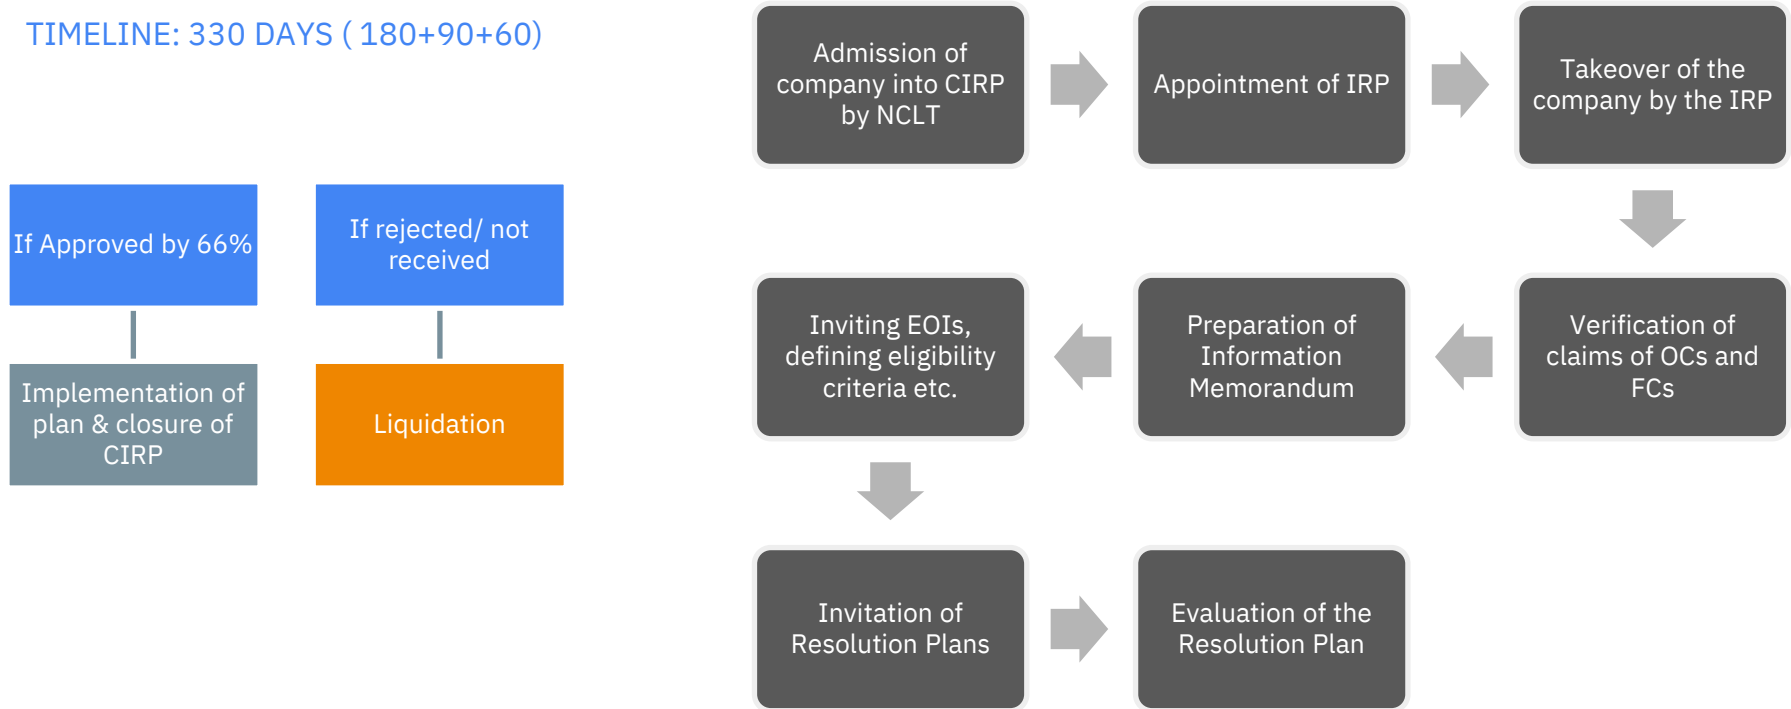 TIMELINE: 330 DAYS ( 180+90+60)
If Approved by 66%
If rejected/ not
received
Implementation of
plan & closure of
CIRP
Liquidation
Admission of
company into CIRP
by NCLT
Appointment of IRP
Takeover of the
company by the IRP
Verification of
claims of OCs and
FCs
Preparation of
Information
Memorandum
Inviting EOIs,
defining eligibility
criteria etc.
Invitation of
Resolution Plans
Evaluation of the
Resolution Plan